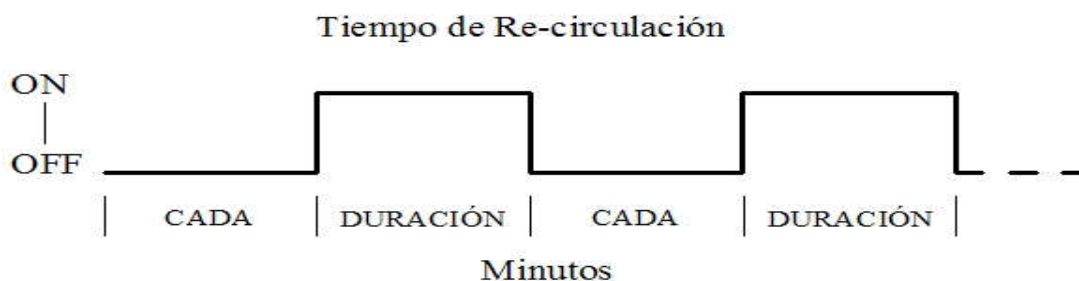 Tiempo de Re-circulación
ON
OFF
CADA DURACIÓN CADA DURACIÓN
Minutos